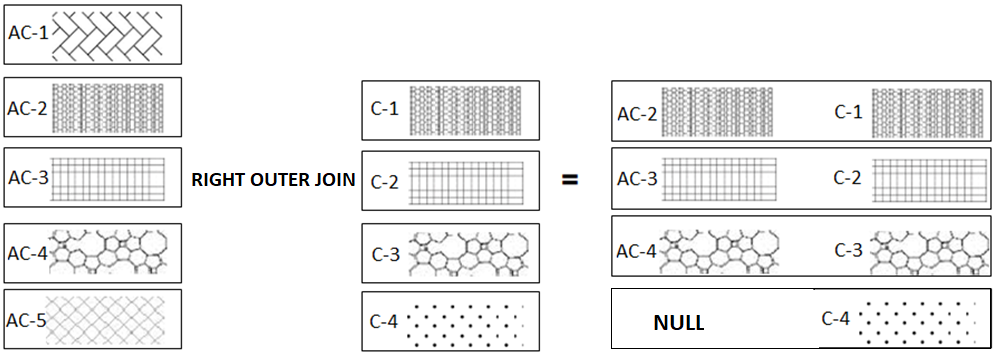 AC-1
AC-2
AC-3
AC-4
AC-5
RIGHT OUTER JOIN
C-1
C-2
C-3
C-4
=
AC-2 C-1
AC-3 C-2
AC-4 C-3
NULL C-4